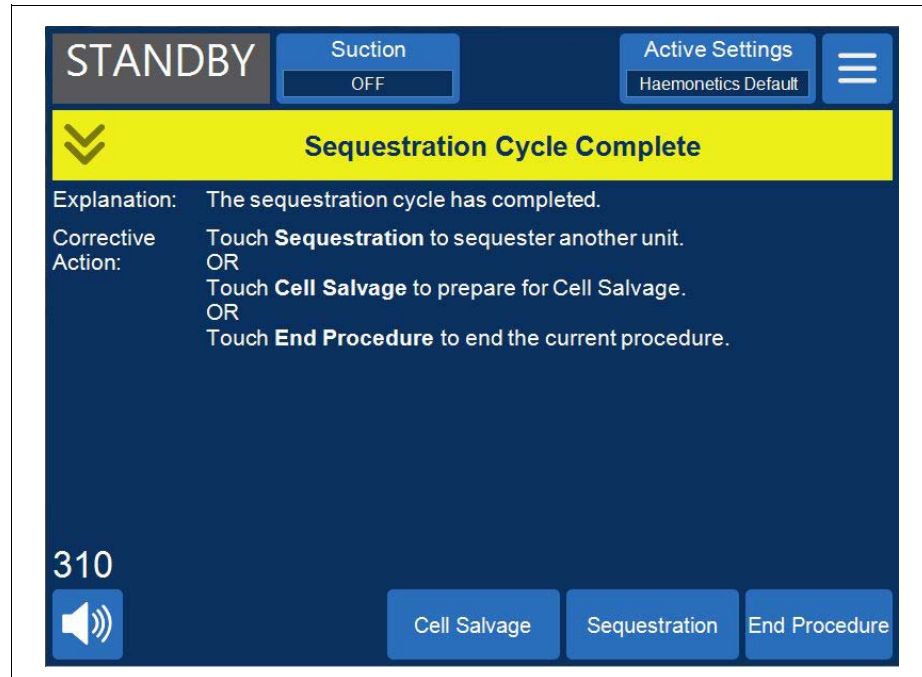 STANDBY
Suction
OFF
Active Settings
Haemonetics Default
Sequestration Cycle Complete
Explanation: The sequestration cycle has completed.
Corrective Action: Touch Sequestration to sequester another unit.
OR
Touch Cell Salvage to prepare for Cell Salvage.
OR
Touch End Procedure to end the current procedure.
310
Cell Salvage
Sequestration
End Procedure